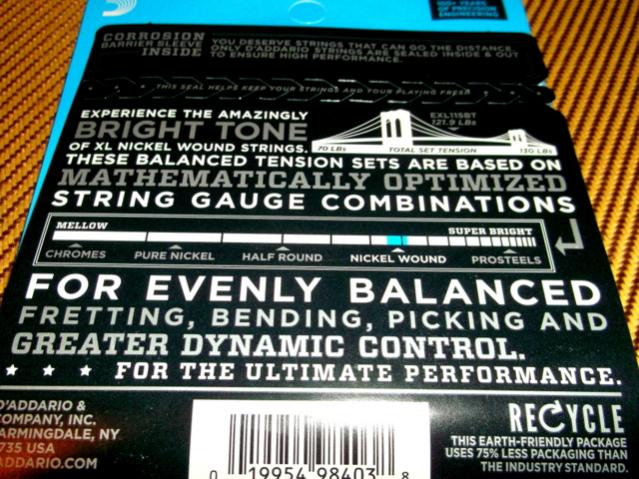 100+ YEARS
OF PRECISION
ENGINEERING
CORROSION
BARRIER SLEEVE
INSIDE
YOU DESERVE STRINGS THAT CAN GO THE DISTANCE.
ONLY D'ADDARIO STRINGS ARE SEALED INSIDE & OUT
TO ENSURE HIGH PERFORMANCE.
THIS SEAL HELPS KEEP YOUR STRINGS AND YOUR PLAYING FRESH
EXPERIENCE THE AMAZINGLY
BRIGHT TONE
OF XL NICKEL WOUND STRINGS.
EXL115BT
121.9 LBs
70 LBs TOTAL SET TENSION 130 LBs
THESE BALANCED TENSION SETS ARE BASED ON
MATHEMATICALLY OPTIMIZED
STRING GAUGE COMBINATIONS
MELLOW SUPER BRIGHT
CHROMES PURE NICKEL HALF ROUND NICKEL WOUND PROSTEELS
FOR EVENLY BALANCED
FRETTING, BENDING, PICKING AND
GREATER DYNAMIC CONTROL.
FOR THE ULTIMATE PERFORMANCE.
D'ADDARIO &
COMPANY, INC.
ARMINGDALE, NY
735 USA
ADDARIO.COM
0 19954 98403 8
RECYCLE
THIS EARTH-FRIENDLY PACKAGE
USES 75% LESS PACKAGING THAN
THE INDUSTRY STANDARD.